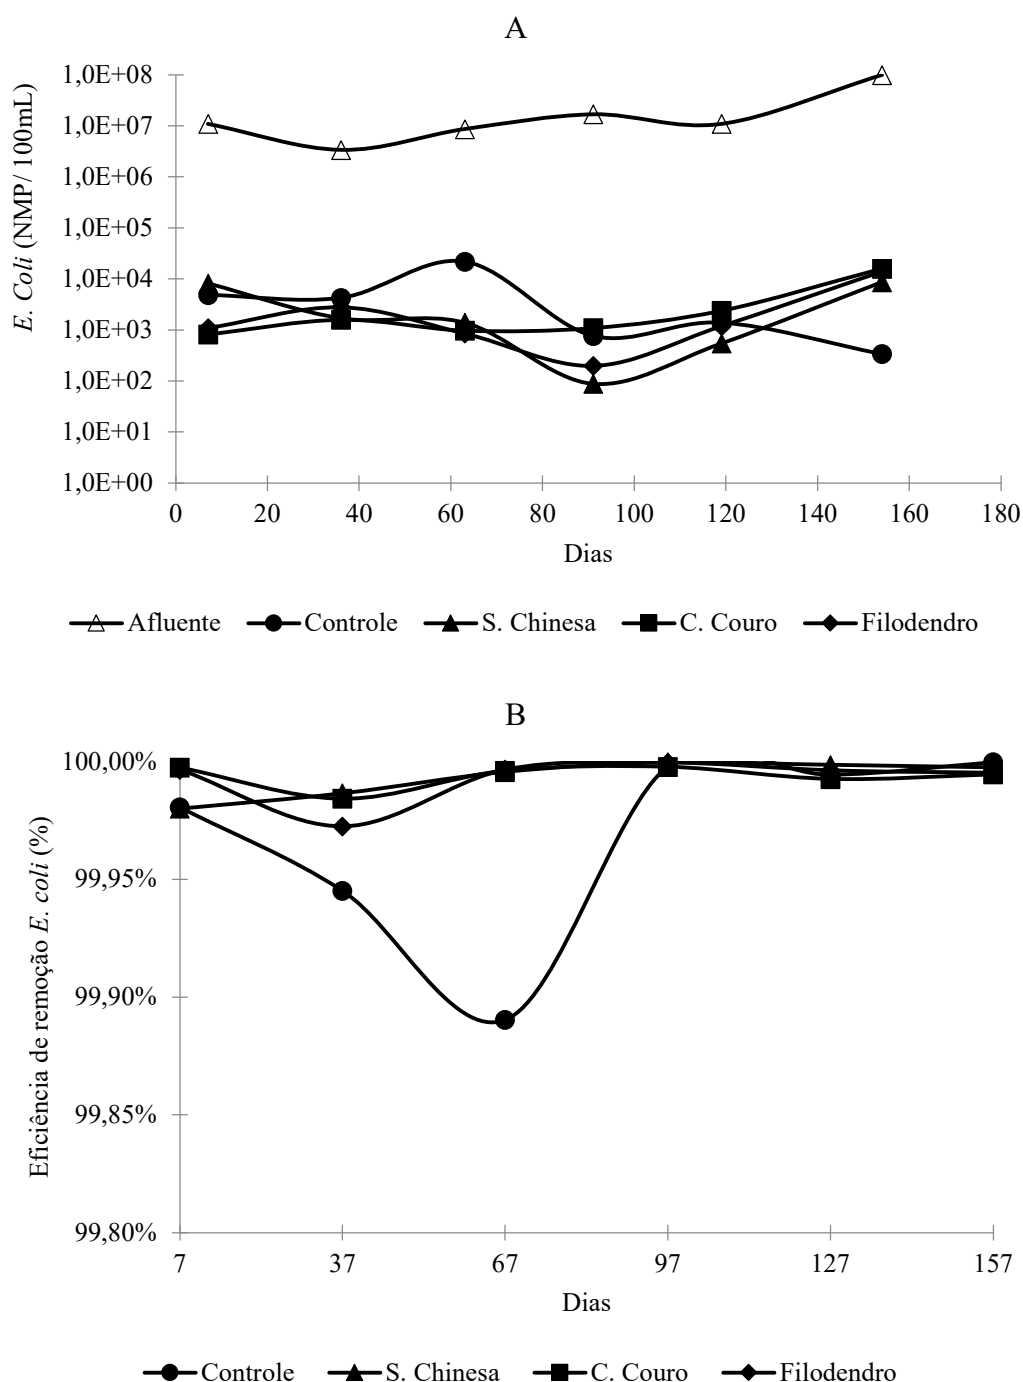 A
1,0E+08
1,0E+07
1,0E+06
1,0E+05
1,0E+04
1,0E+03
1,0E+02
1,0E+01
1,0E+00
E. Coli (NMP/ 100mL)
0 20 40 60 80 100 120 140 160 180
Dias
Afluente Controle S. Chinesa C. Couro Filodendro
B
100,00%
99,95%
99,90%
99,85%
99,80%
Eficiência de remoção E. coli (%)
7 37 67 97 127 157
Dias
Controle S. Chinesa C. Couro Filodendro